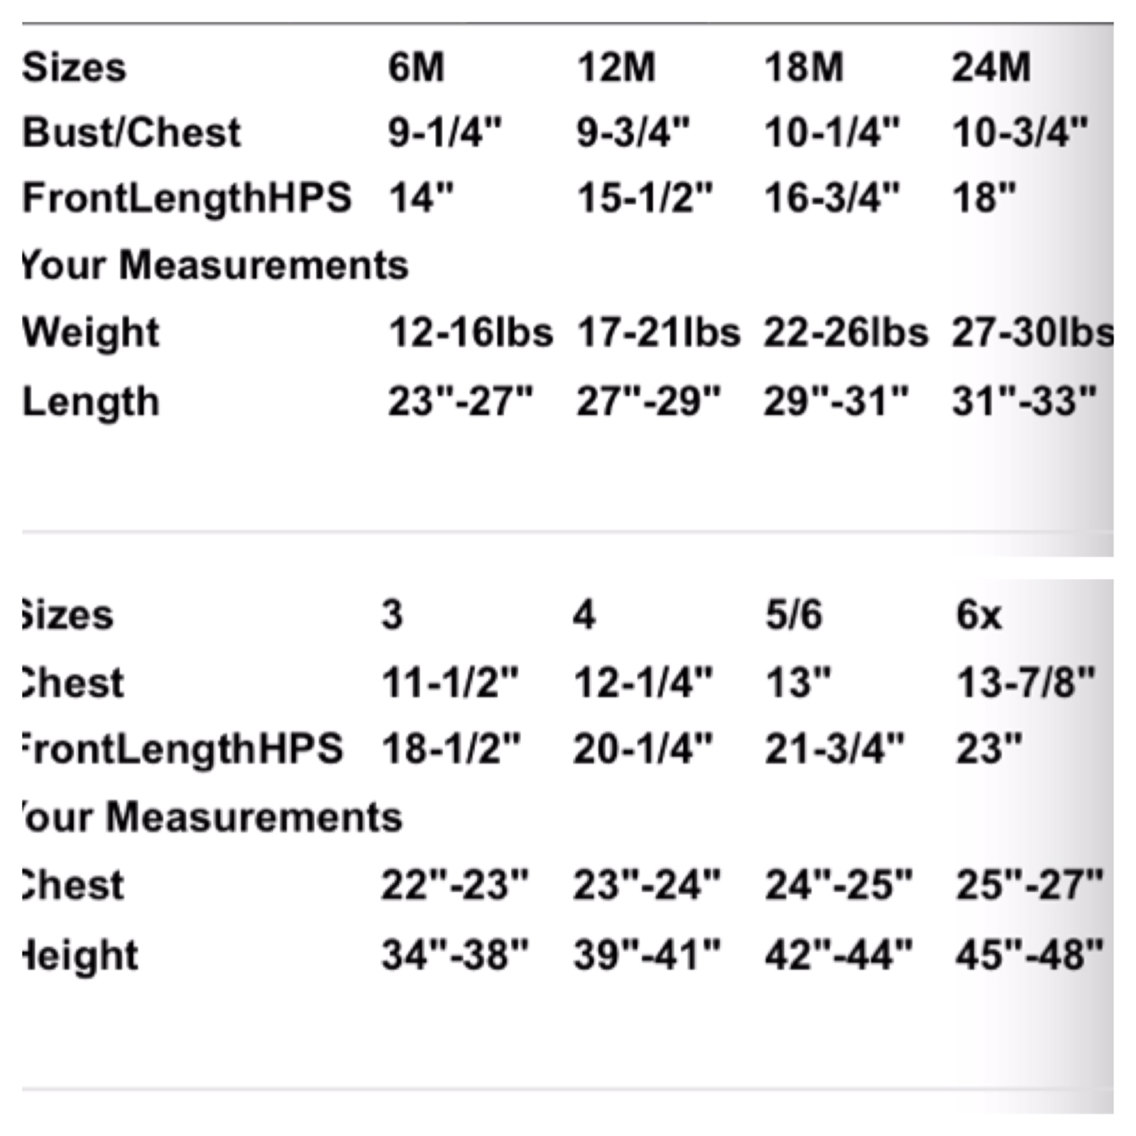 Sizes 6M 12M 18M 24M
Bust/Chest 9-1/4" 9-3/4" 10-1/4" 10-3/4"
FrontLengthHPS 14" 15-1/2" 16-3/4" 18"
Your Measurements
Weight 12-16lbs 17-21lbs 22-26lbs 27-30lbs
Length 23"-27" 27"-29" 29"-31" 31"-33"
Sizes 3 4 5/6 6x
Chest 11-1/2" 12-1/4" 13" 13-7/8"
FrontLengthHPS 18-1/2" 20-1/4" 21-3/4" 23"
Your Measurements
Chest 22"-23" 23"-24" 24"-25" 25"-27"
Height 34"-38" 39"-41" 42"-44" 45"-48"